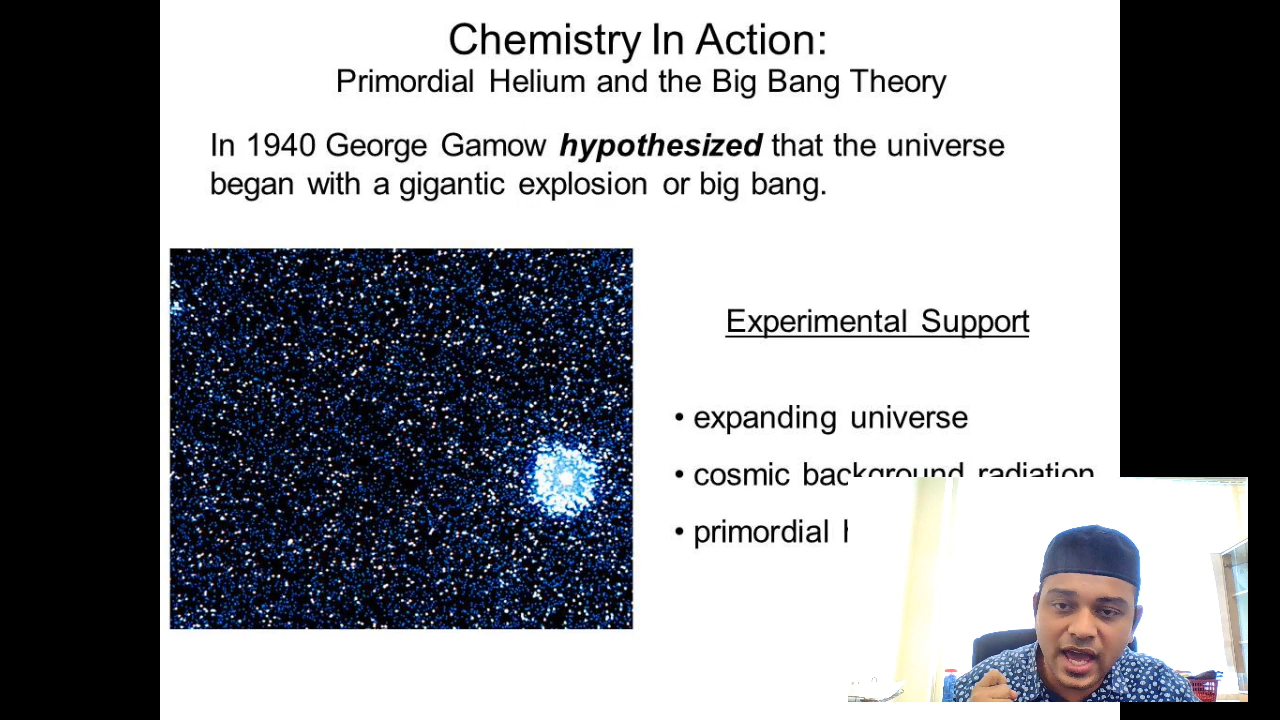 Chemistry In Action:
Primordial Helium and the Big Bang Theory
In 1940 George Gamow hypothesized that the universe
began with a gigantic explosion or big bang.
Experimental Support
• expanding universe
• cosmic background radiation
• primordial